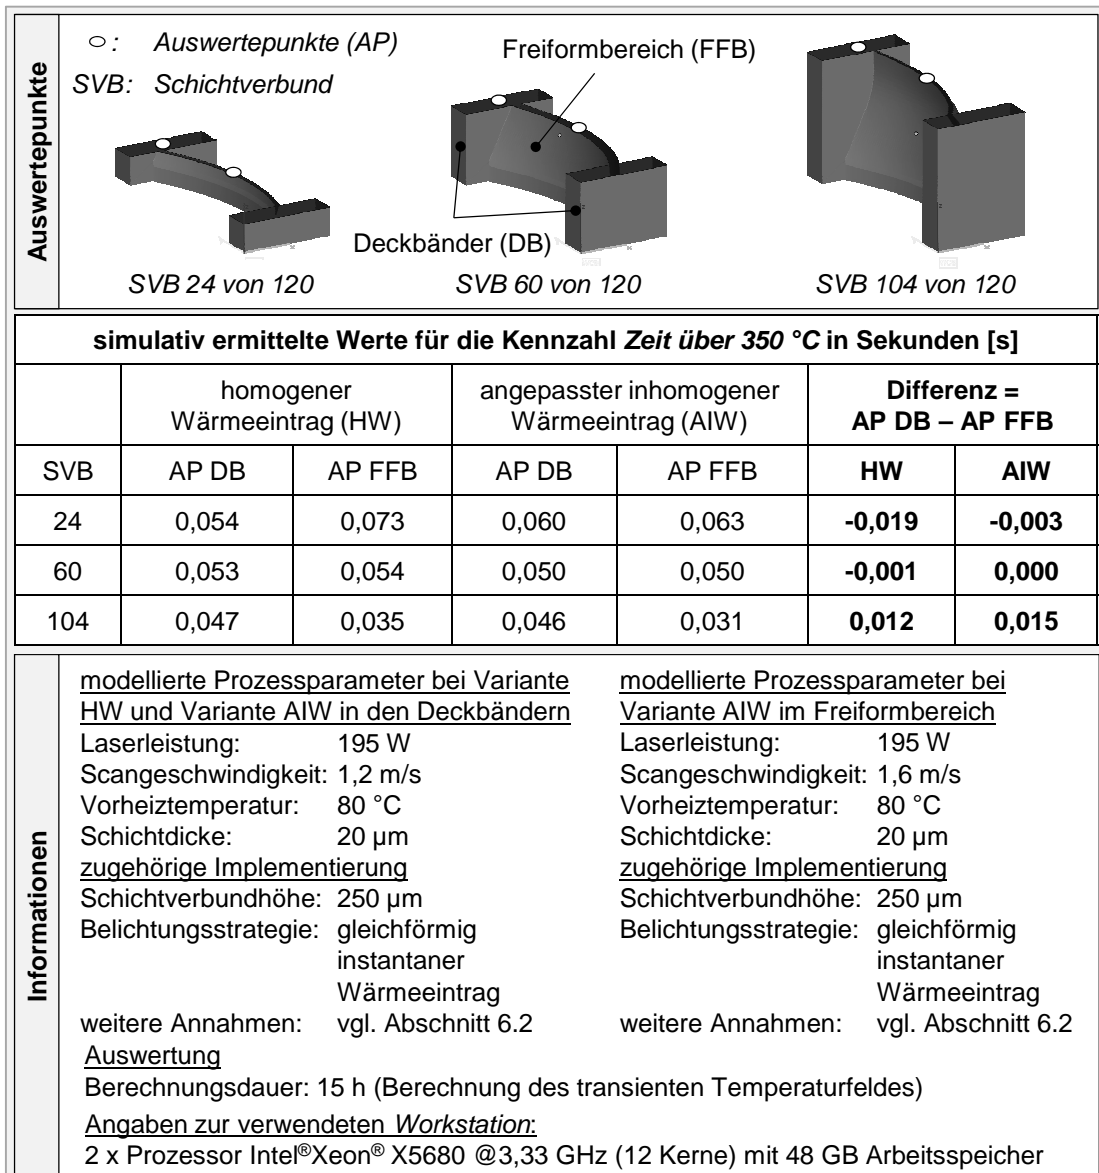 Auswertepunkte
○: Auswertepunkte (AP)
SVB: Schichtverbund
Freiformbereich (FFB)
Deckbänder (DB)
SVB 24 von 120
SVB 60 von 120
SVB 104 von 120
simulativ ermittelte Werte für die Kennzahl Zeit über 350 °C in Sekunden [s]
homogener
Wärmeeintrag (HW)
angepasster inhomogener
Wärmeeintrag (AIW)
Differenz =
AP DB – AP FFB
SVB AP DB AP FFB AP DB AP FFB HW AIW
24 0,054 0,073 0,060 0,063 -0,019 -0,003
60 0,053 0,054 0,050 0,050 -0,001 0,000
104 0,047 0,035 0,046 0,031 0,012 0,015
Informationen
modellierte Prozessparameter bei Variante
HW und Variante AIW in den Deckbändern
Laserleistung: 195 W
Scangeschwindigkeit: 1,2 m/s
Vorheiztemperatur: 80 °C
Schichtdicke: 20 µm
zugehörige Implementierung
Schichtverbundhöhe: 250 µm
Belichtungsstrategie: gleichförmig
instantaner
Wärmeeintrag
weitere Annahmen: vgl. Abschnitt 6.2
modellierte Prozessparameter bei
Variante AIW im Freiformbereich
Laserleistung: 195 W
Scangeschwindigkeit: 1,6 m/s
Vorheiztemperatur: 80 °C
Schichtdicke: 20 µm
zugehörige Implementierung
Schichtverbundhöhe: 250 µm
Belichtungsstrategie: gleichförmig
instantaner
Wärmeeintrag
weitere Annahmen: vgl. Abschnitt 6.2
Auswertung
Berechnungsdauer: 15 h (Berechnung des transienten Temperaturfeldes)
Angaben zur verwendeten Workstation:
2 x Prozessor Intel®Xeon® X5680 @3,33 GHz (12 Kerne) mit 48 GB Arbeitsspeicher